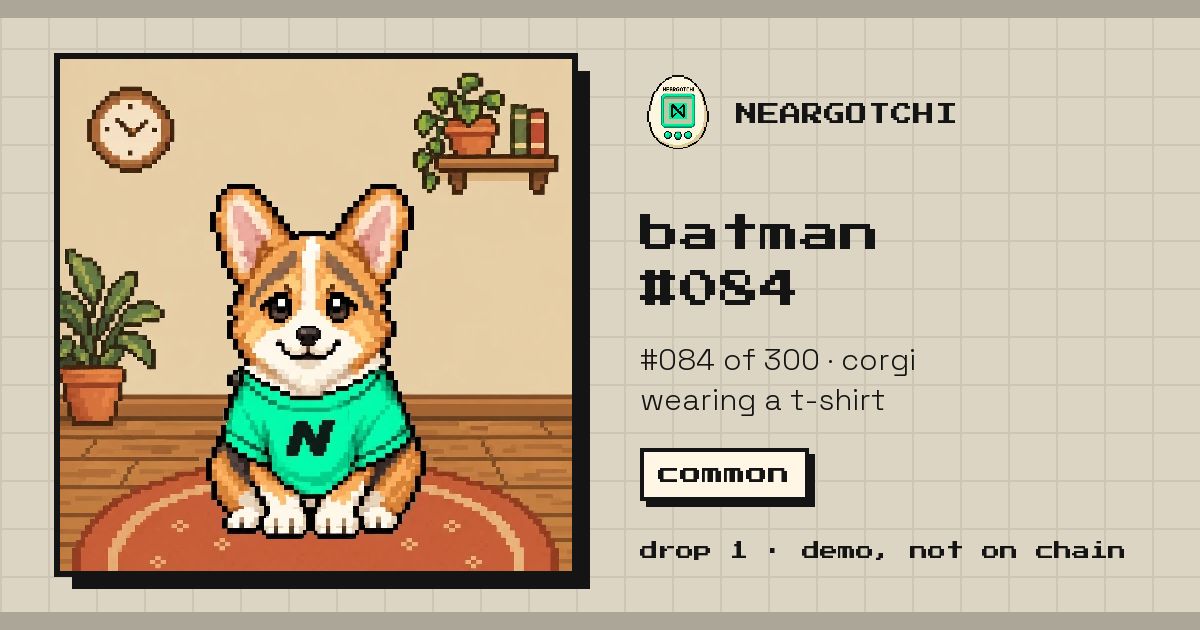 NEARGOTCHI
N
NEARGOTCHI
batman
#084
#084 of 300 · corgi
wearing a t-shirt
common
drop 1 · demo, not on chain